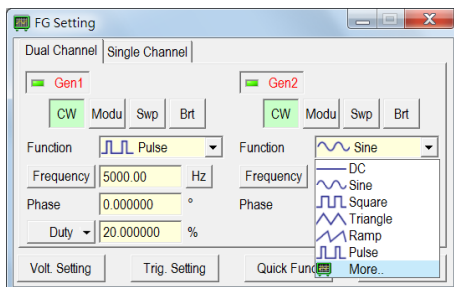 FG Setting
Dual Channel Single Channel
Gen1 Gen2
CW Modu Swp Brt CW Modu Swp Brt
Function Pulse Function Sine
Frequency 5000.00 Hz Frequency
DC
Sine
Phase 0.000000 ° Phase
Square
Triangle
Duty 20.000000 %
Ramp
Pulse
Volt. Setting Trig. Setting Quick Fun
More..